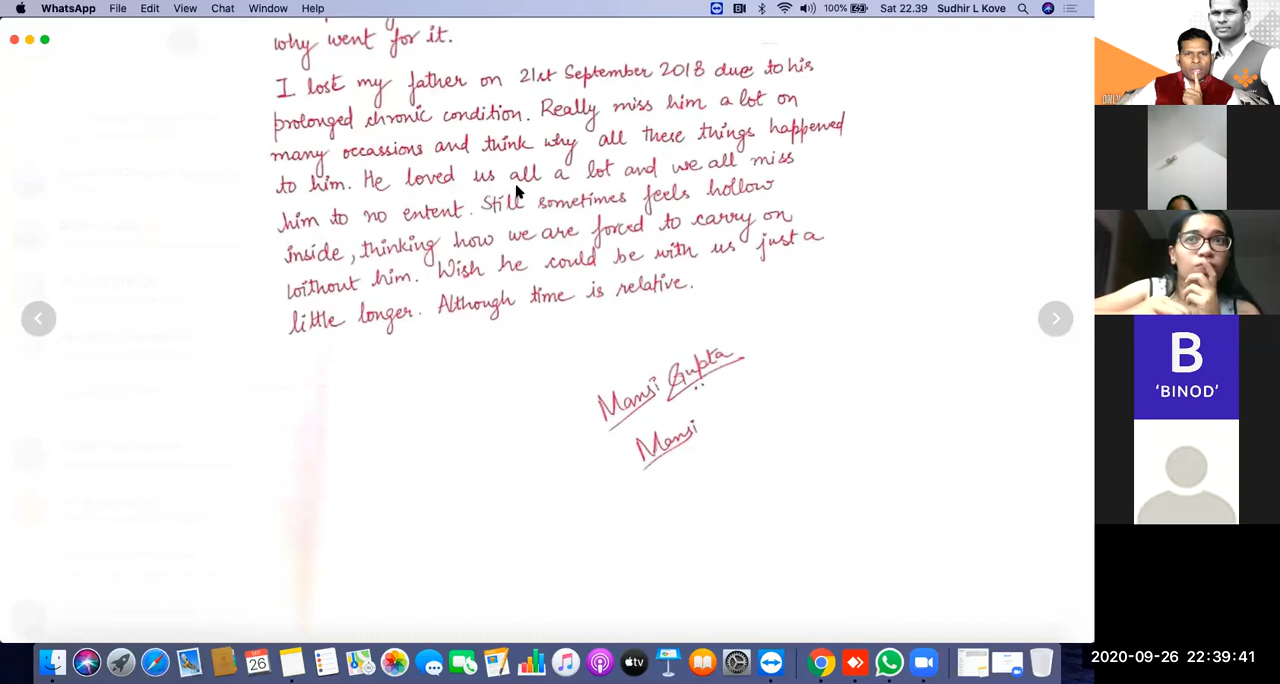 WhatsApp File Edit View Chat Window Help 100% Sat 22.39 Sudhir L Kove
why went for it.
I lost my father on 21st September 2018 due to his
prolonged chronic condition. Really miss him a lot on
many occassions and think why all these things happened
to him. He loved us all a lot and we all miss
him to no entent. Still sometimes feels hollow
inside, thinking how we are forced to carry on
without him. Wish he could be with us just a
little longer. Although time is relative.
Mansi Gupta
Mansi
B
'BINOD'
SEP
26
tv
2020-09-26 22:39:41